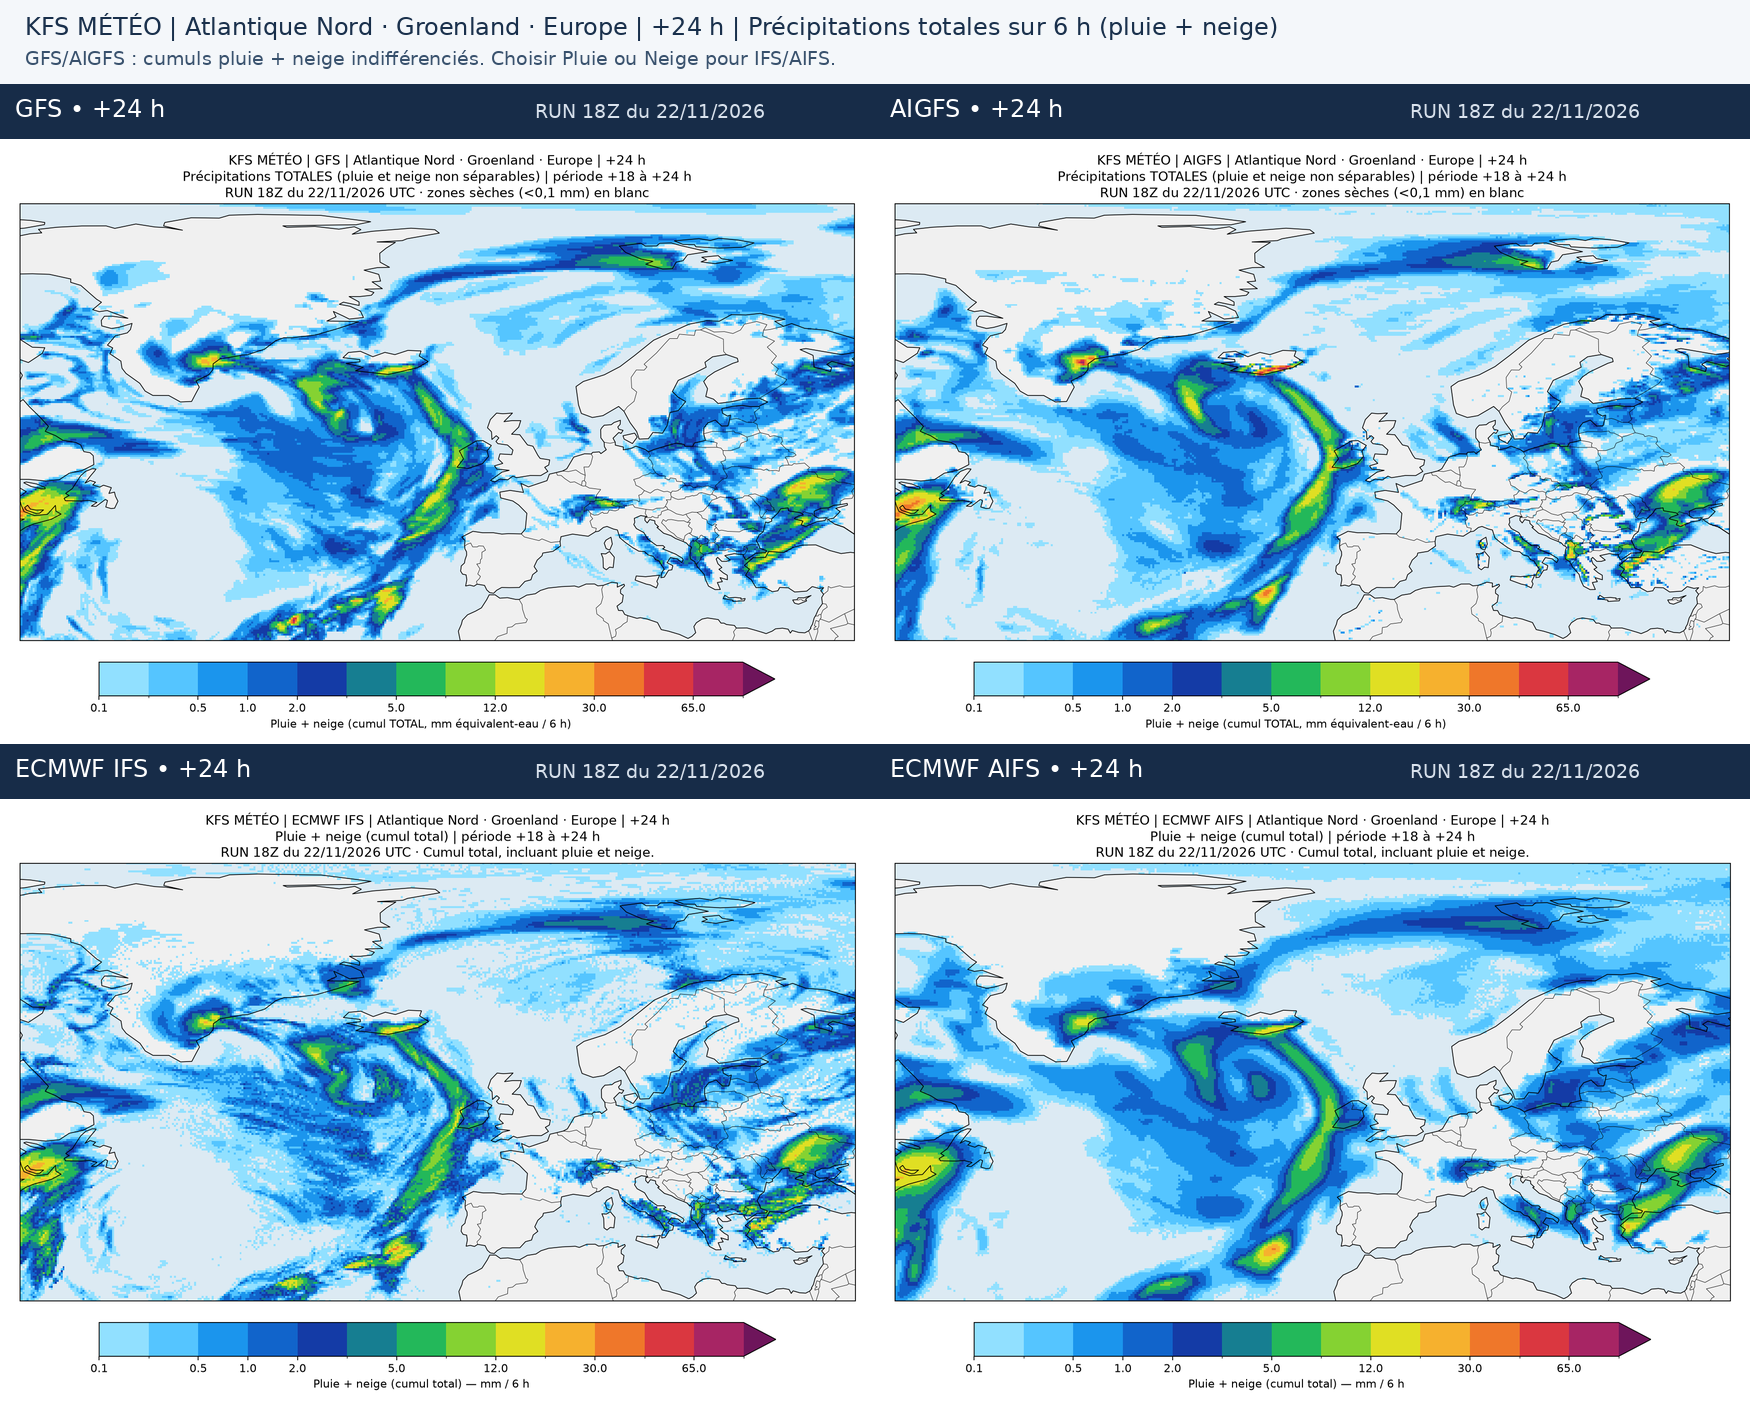 KFS MÉTÉO | Atlantique Nord · Groenland · Europe | +24 h | Précipitations totales sur 6 h (pluie + neige)
GFS/AIGFS : cumuls pluie + neige indifférenciés. Choisir Pluie ou Neige pour IFS/AIFS.
GFS • +24 h RUN 18Z du 22/11/2026
AIGFS • +24 h RUN 18Z du 22/11/2026
KFS MÉTÉO | GFS | Atlantique Nord · Groenland · Europe | +24 h
Précipitations TOTALES (pluie et neige non séparables) | période +18 à +24 h
RUN 18Z du 22/11/2026 UTC · zones sèches (<0,1 mm) en blanc
KFS MÉTÉO | AIGFS | Atlantique Nord · Groenland · Europe | +24 h
Précipitations TOTALES (pluie et neige non séparables) | période +18 à +24 h
RUN 18Z du 22/11/2026 UTC · zones sèches (<0,1 mm) en blanc
0.1 0.5 1.0 2.0 5.0 12.0 30.0 65.0
Pluie + neige (cumul TOTAL, mm équivalent-eau / 6 h)
0.1 0.5 1.0 2.0 5.0 12.0 30.0 65.0
Pluie + neige (cumul TOTAL, mm équivalent-eau / 6 h)
ECMWF IFS • +24 h RUN 18Z du 22/11/2026
ECMWF AIFS • +24 h RUN 18Z du 22/11/2026
KFS MÉTÉO | ECMWF IFS | Atlantique Nord · Groenland · Europe | +24 h
Pluie + neige (cumul total) | période +18 à +24 h
RUN 18Z du 22/11/2026 UTC · Cumul total, incluant pluie et neige.
KFS MÉTÉO | ECMWF AIFS | Atlantique Nord · Groenland · Europe | +24 h
Pluie + neige (cumul total) | période +18 à +24 h
RUN 18Z du 22/11/2026 UTC · Cumul total, incluant pluie et neige.
0.1 0.5 1.0 2.0 5.0 12.0 30.0 65.0
Pluie + neige (cumul total) — mm / 6 h
0.1 0.5 1.0 2.0 5.0 12.0 30.0 65.0
Pluie + neige (cumul total) — mm / 6 h